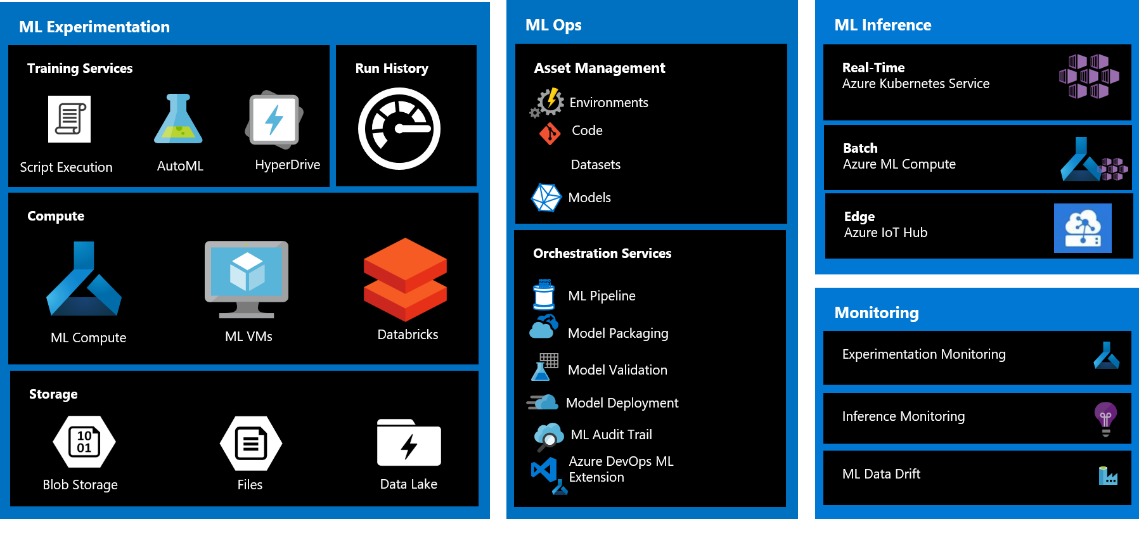 ML Experimentation
Training Services
Script Execution
AutoML
HyperDrive
Run History
Compute
ML Compute
ML VMs
Databricks
Storage
10
01
Blob Storage
Files
Data Lake
ML Ops
Asset Management
Environments
Code
Datasets
Models
Orchestration Services
ML Pipeline
Model Packaging
Model Validation
Model Deployment
ML Audit Trail
Azure DevOps ML
Extension
ML Inference
Real-Time
Azure Kubernetes Service
Batch
Azure ML Compute
Edge
Azure IoT Hub
Monitoring
Experimentation Monitoring
Inference Monitoring
ML Data Drift